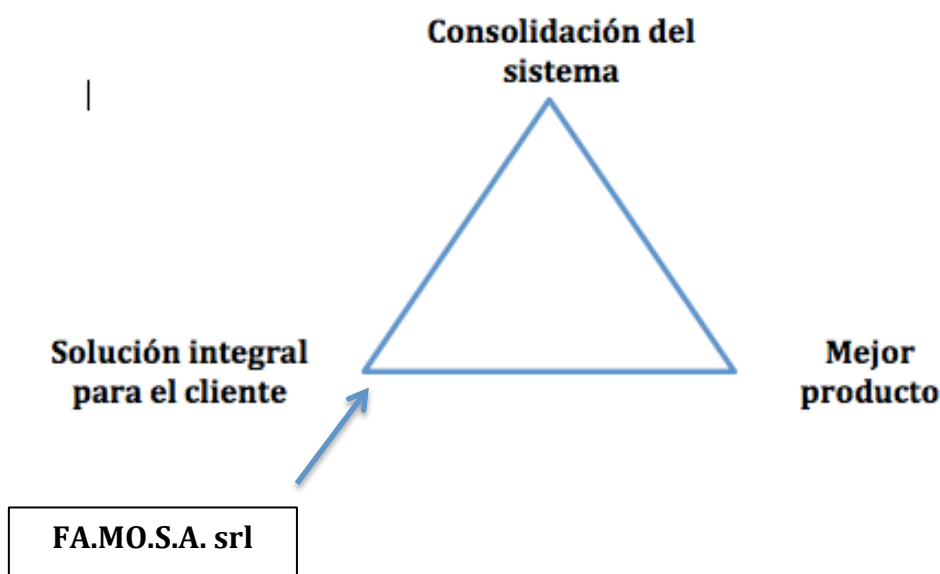 Consolidación del
sistema
Solución integral
para el cliente
Mejor
producto
FA.MO.S.A. srl